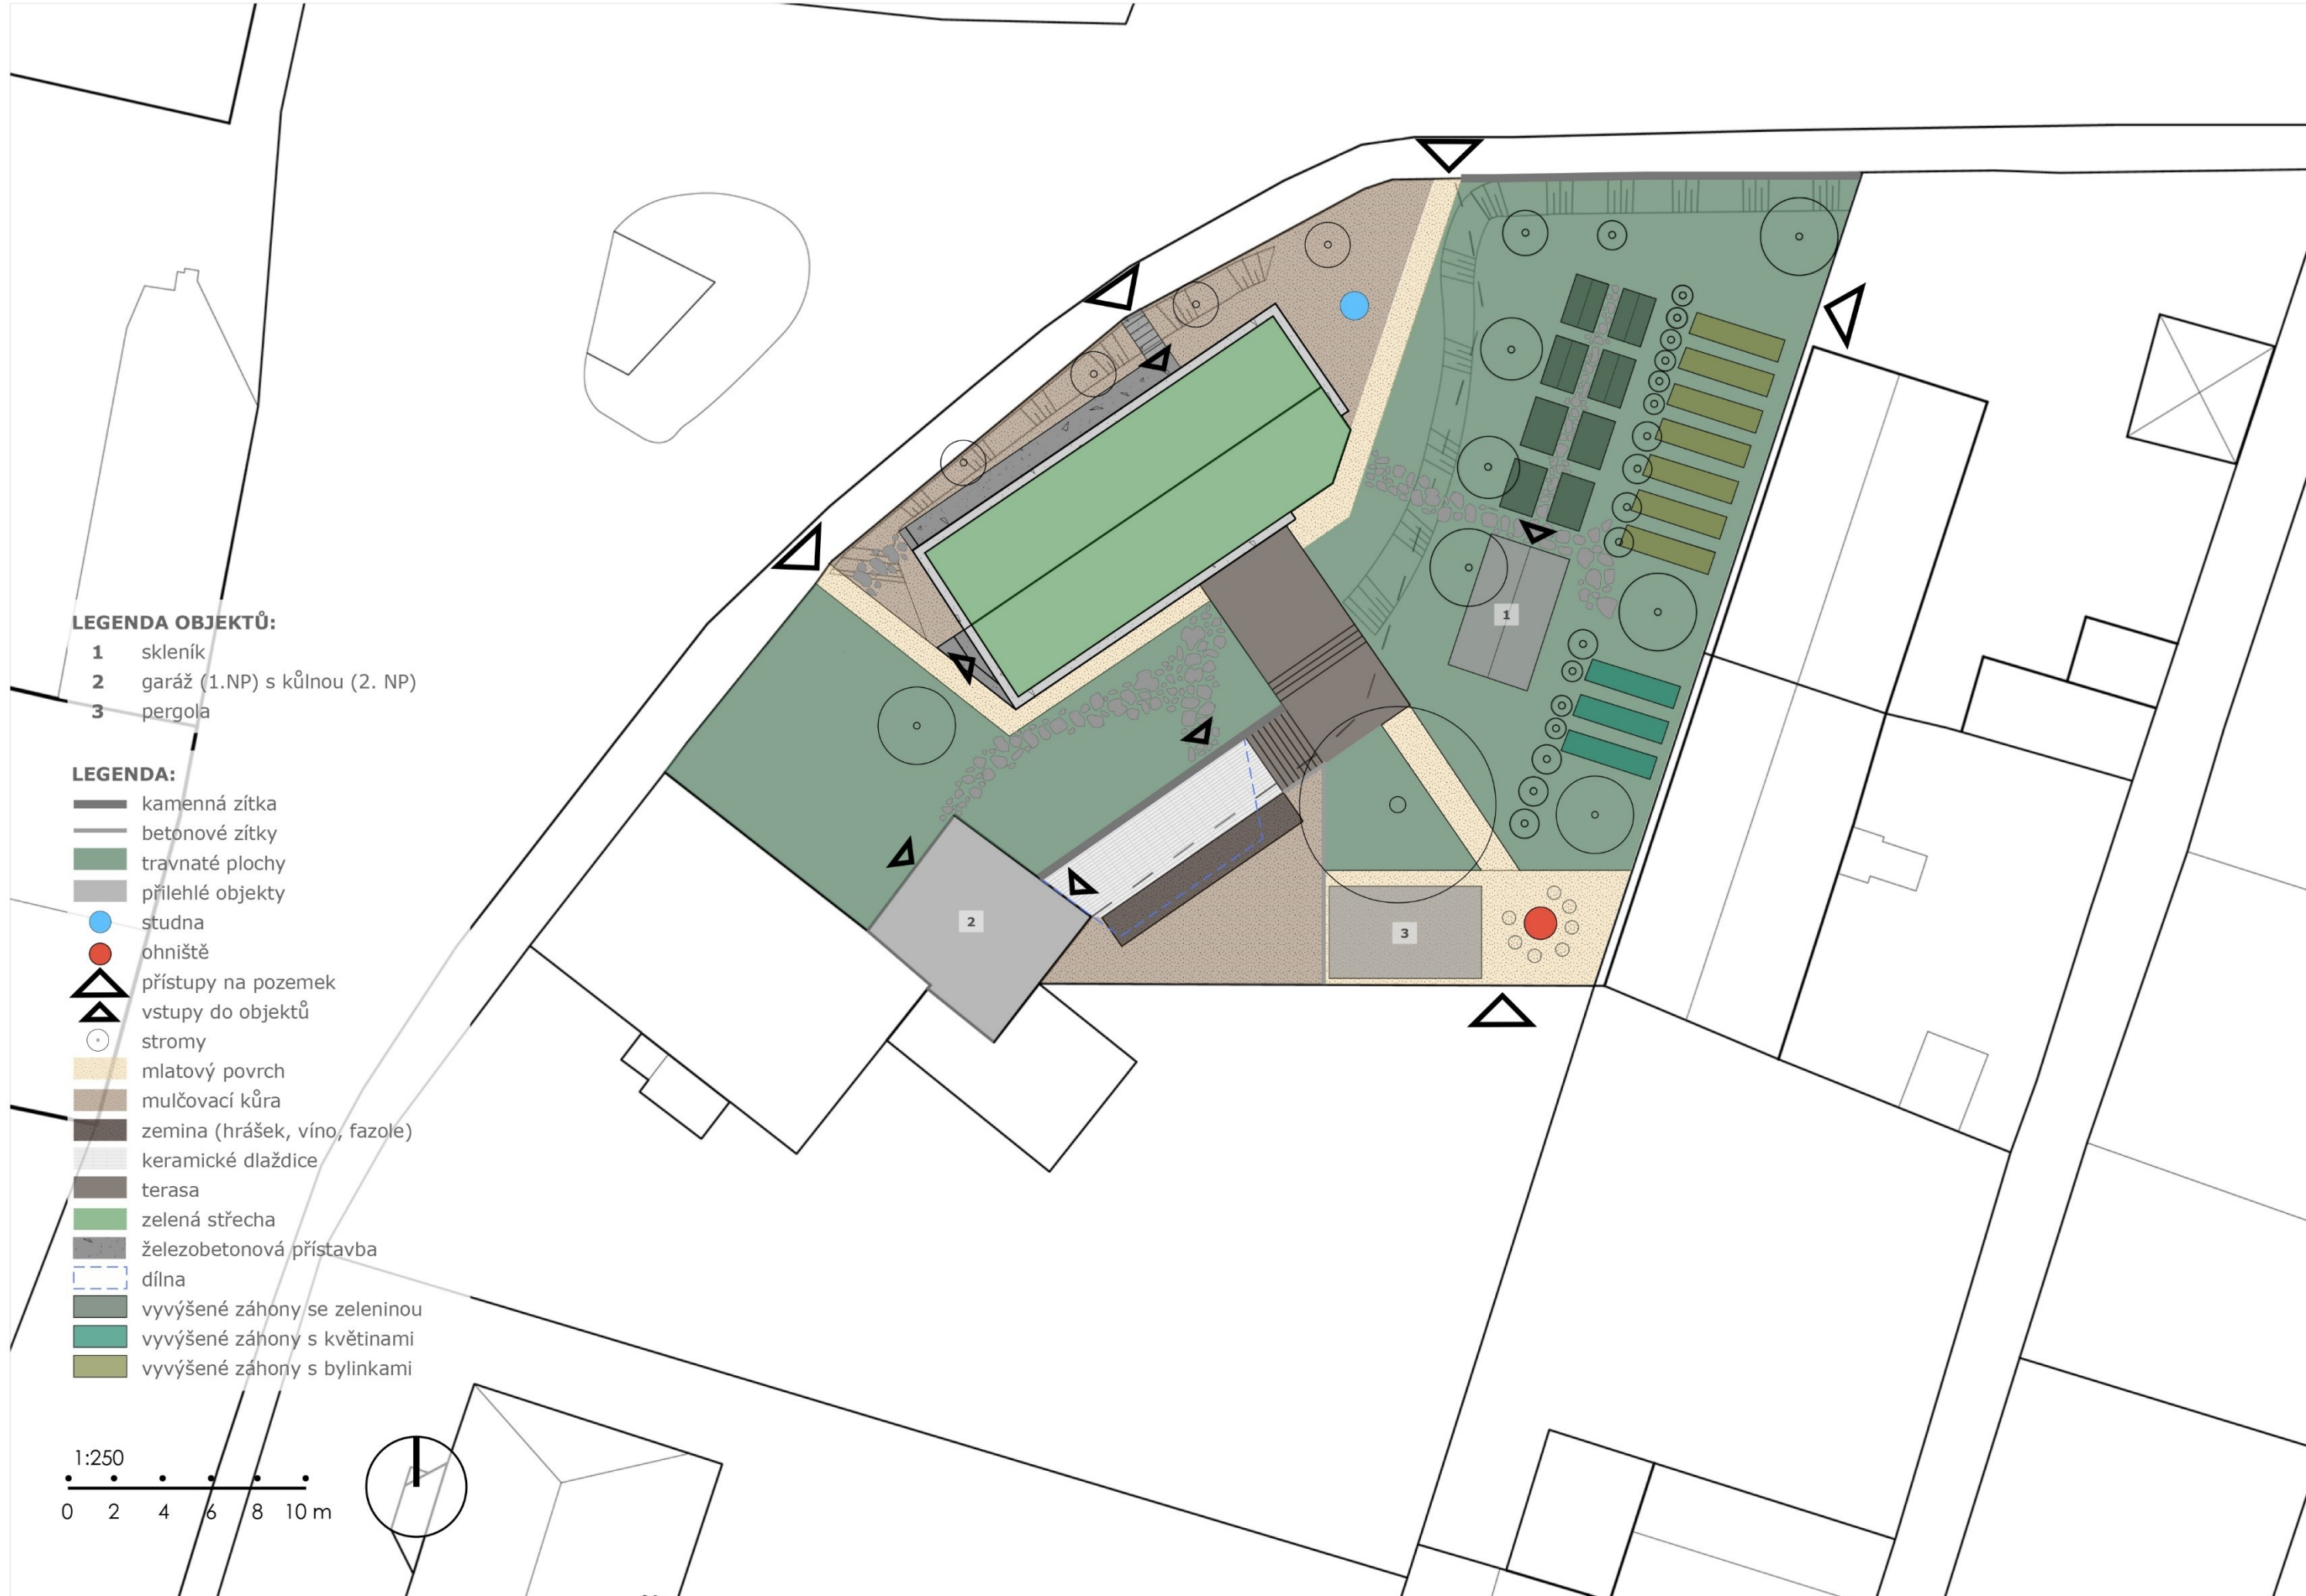 LEGENDA OBJEKTŮ:
1 skleník
2 garáž (1.NP) s kůlnou (2. NP)
3 pergola
LEGENDA:
kamenná zítka
betonové zítky
travnaté plochy
přilehlé objekty
studna
ohniště
přístupy na pozemek
vstupy do objektů
stromy
mlatový povrch
mulčovací kůra
zemina (hrášek, víno, fazole)
keramické dlaždice
terasa
zelená střecha
železobetonová přístavba
dílna
vyvýšené záhony se zeleninou
vyvýšené záhony s květinami
vyvýšené záhony s bylinkami
1:250
0 2 4 6 8 10 m
1
2
3